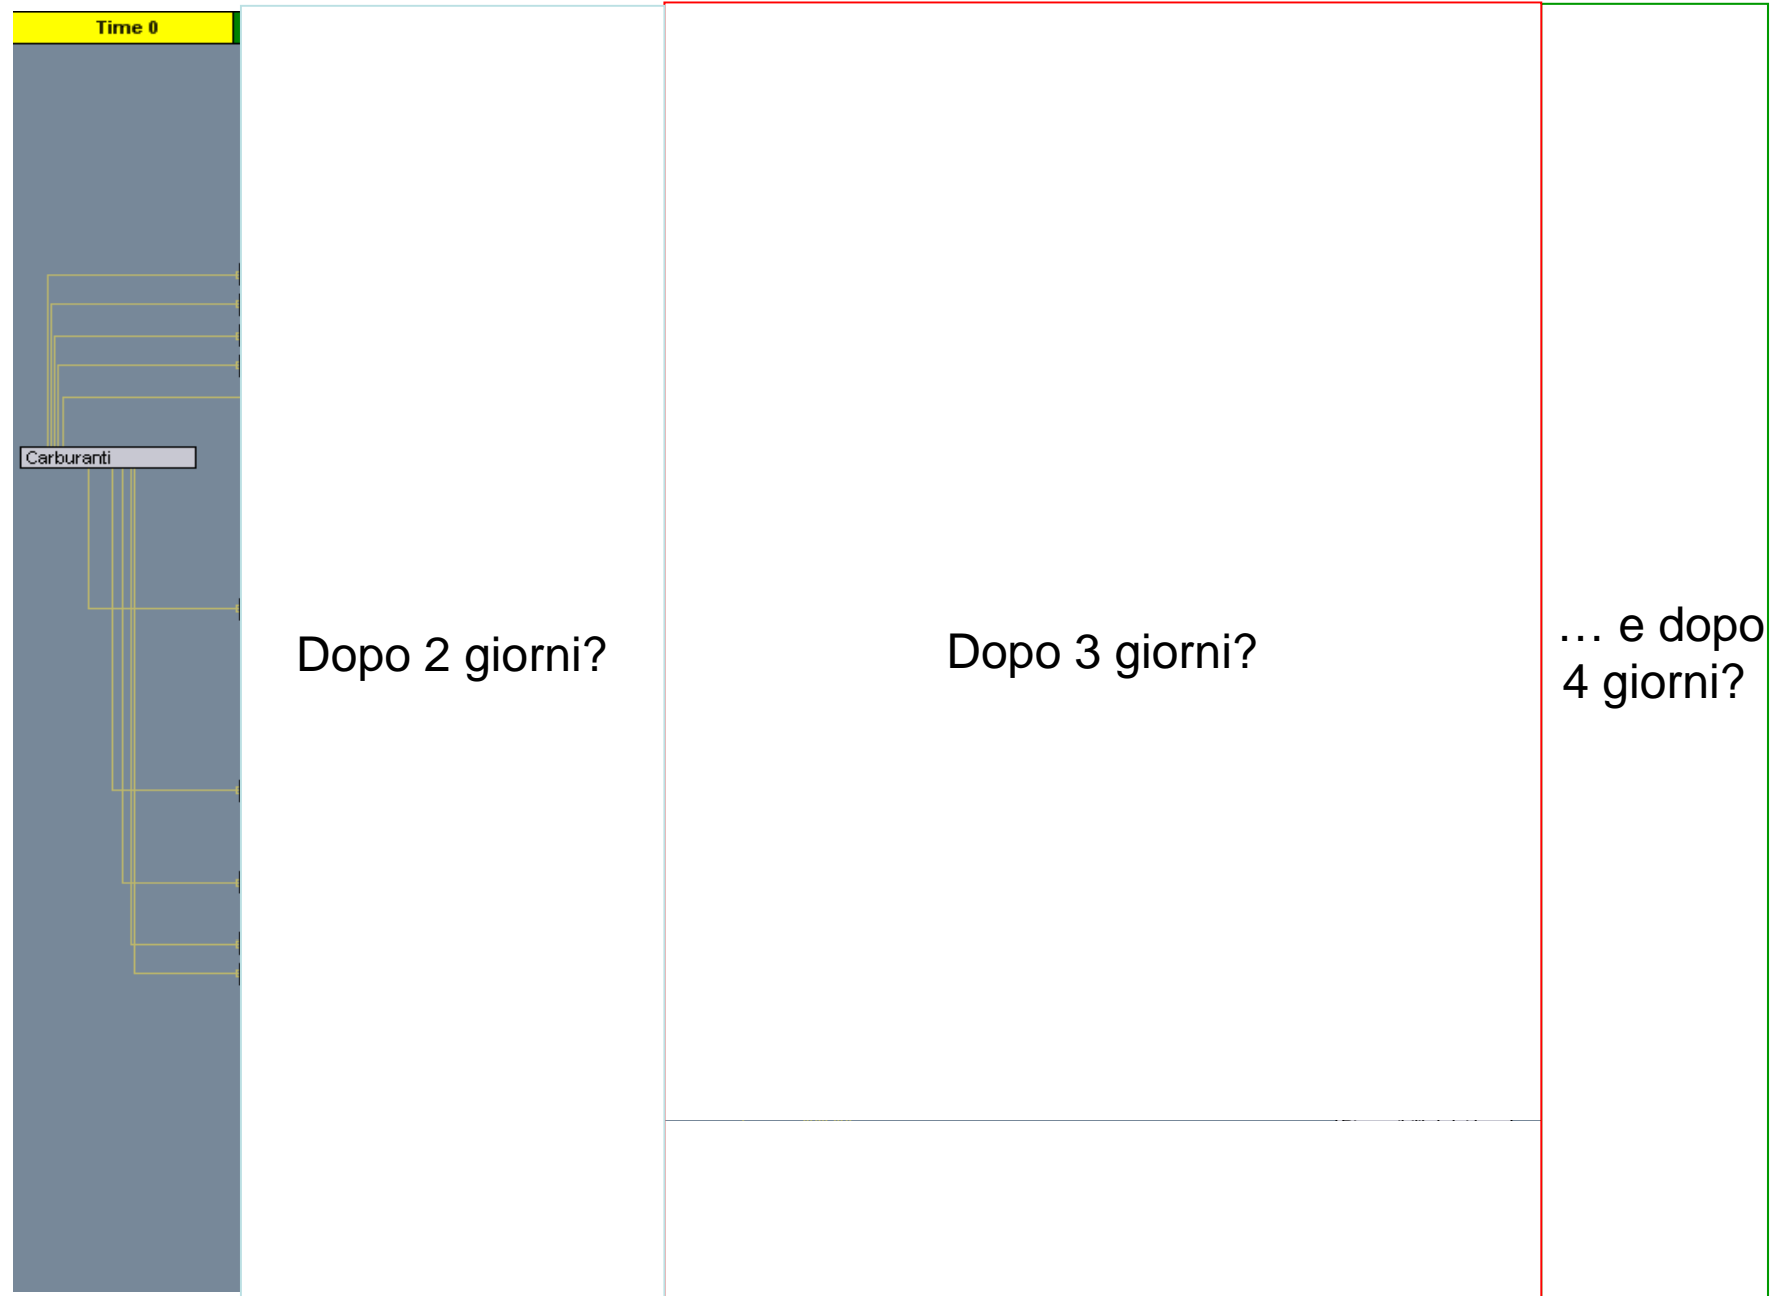 Time 0
Carburanti
Dopo 2 giorni?
Dopo 3 giorni?
… e dopo
4 giorni?